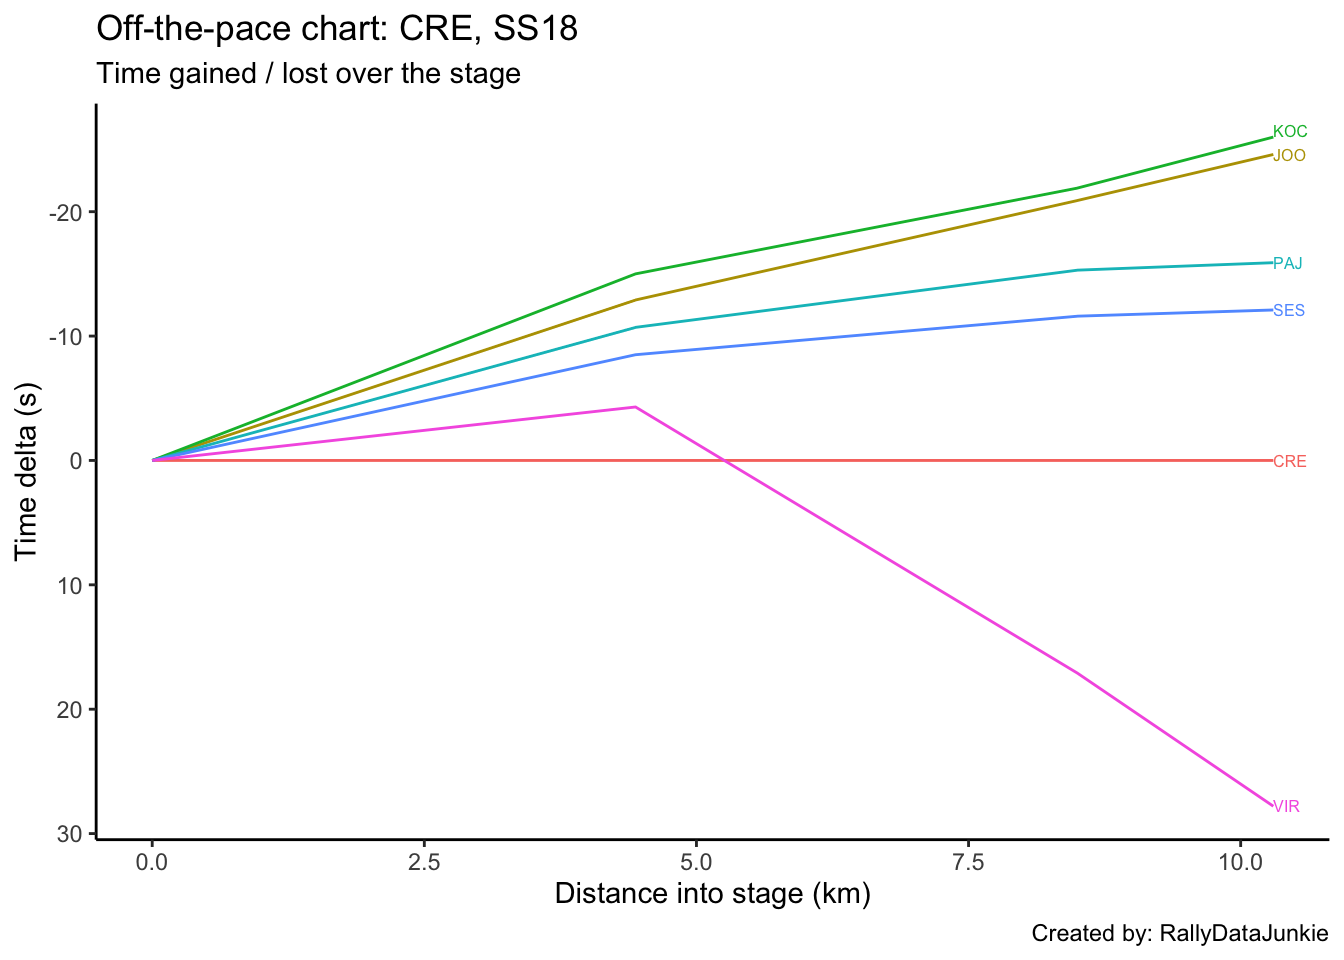 Off-the-pace chart: CRE, SS18
Time gained / lost over the stage
KOC
JOO
-20
PAJ
SES
-10
Time delta (s)
0
CRE
10
20
VIR
30
0.0 2.5 5.0 7.5 10.0
Distance into stage (km)
Created by: RallyDataJunkie